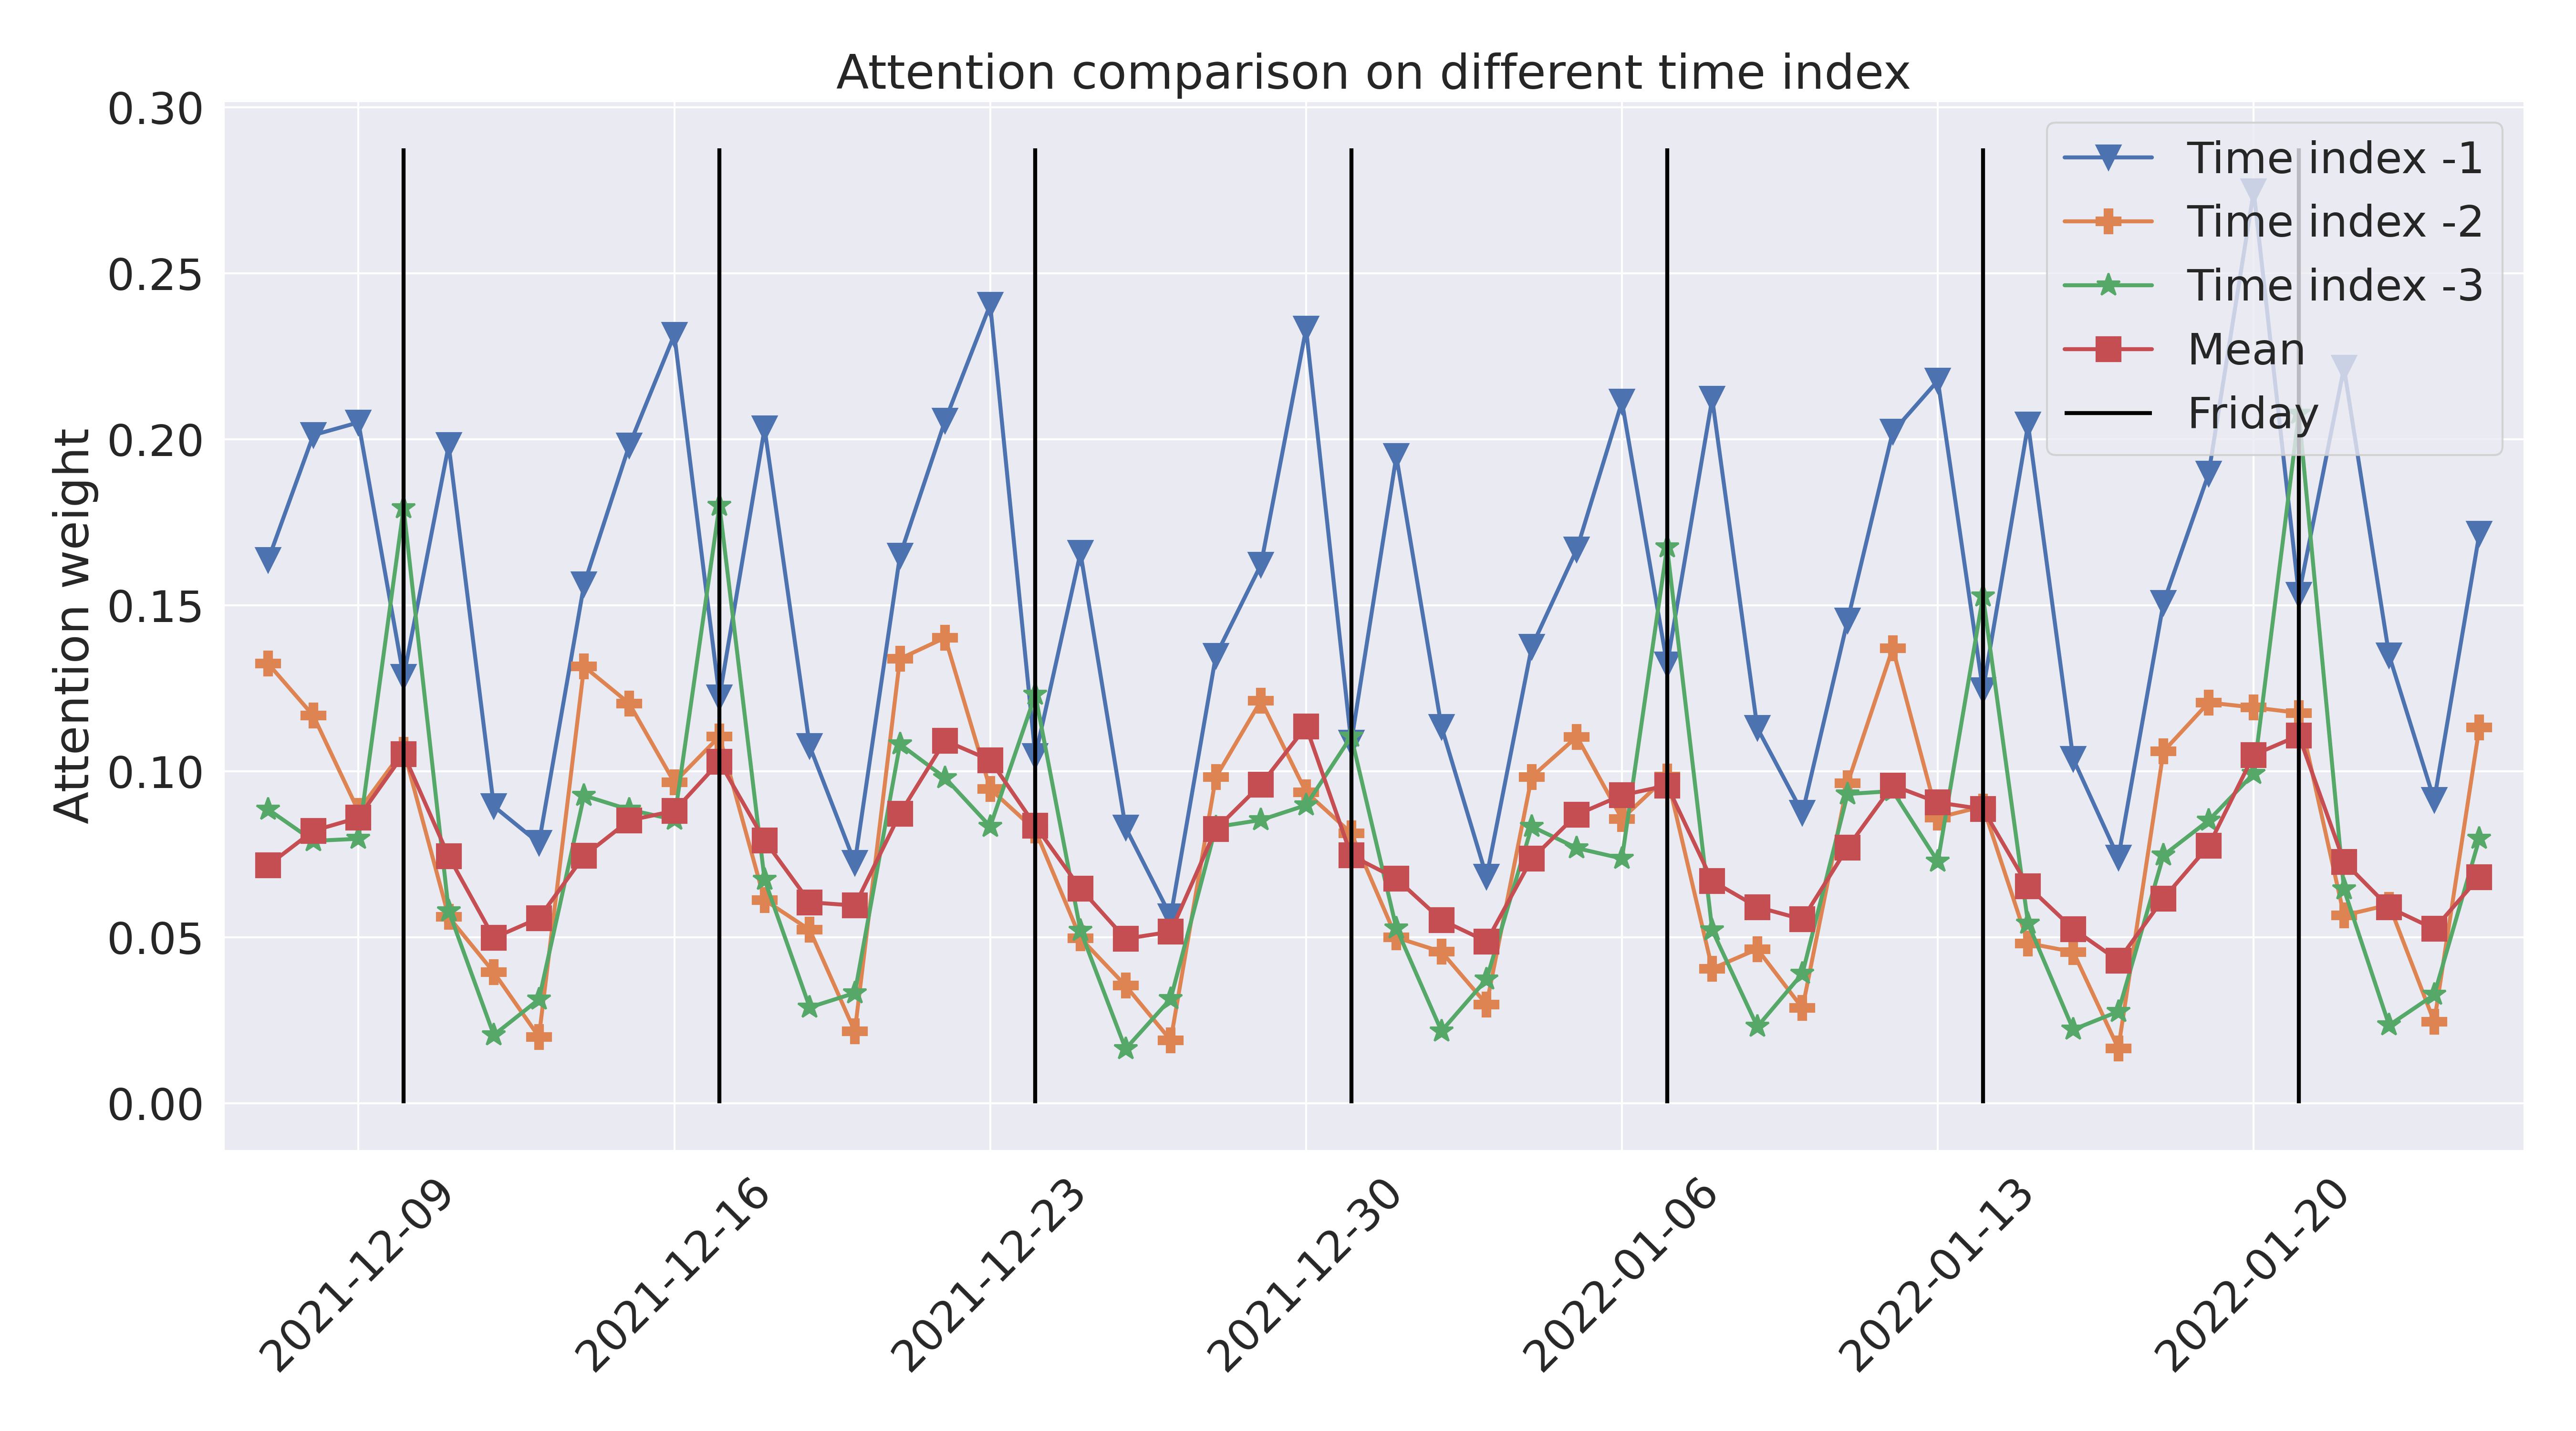 Attention comparison on different time index
Attention weight
0.30
0.25
0.20
0.15
0.10
0.05
0.00
Time index -1
Time index -2
Time index -3
Mean
Friday
2021-12-09
2021-12-16
2021-12-23
2021-12-30
2022-01-06
2022-01-13
2022-01-20